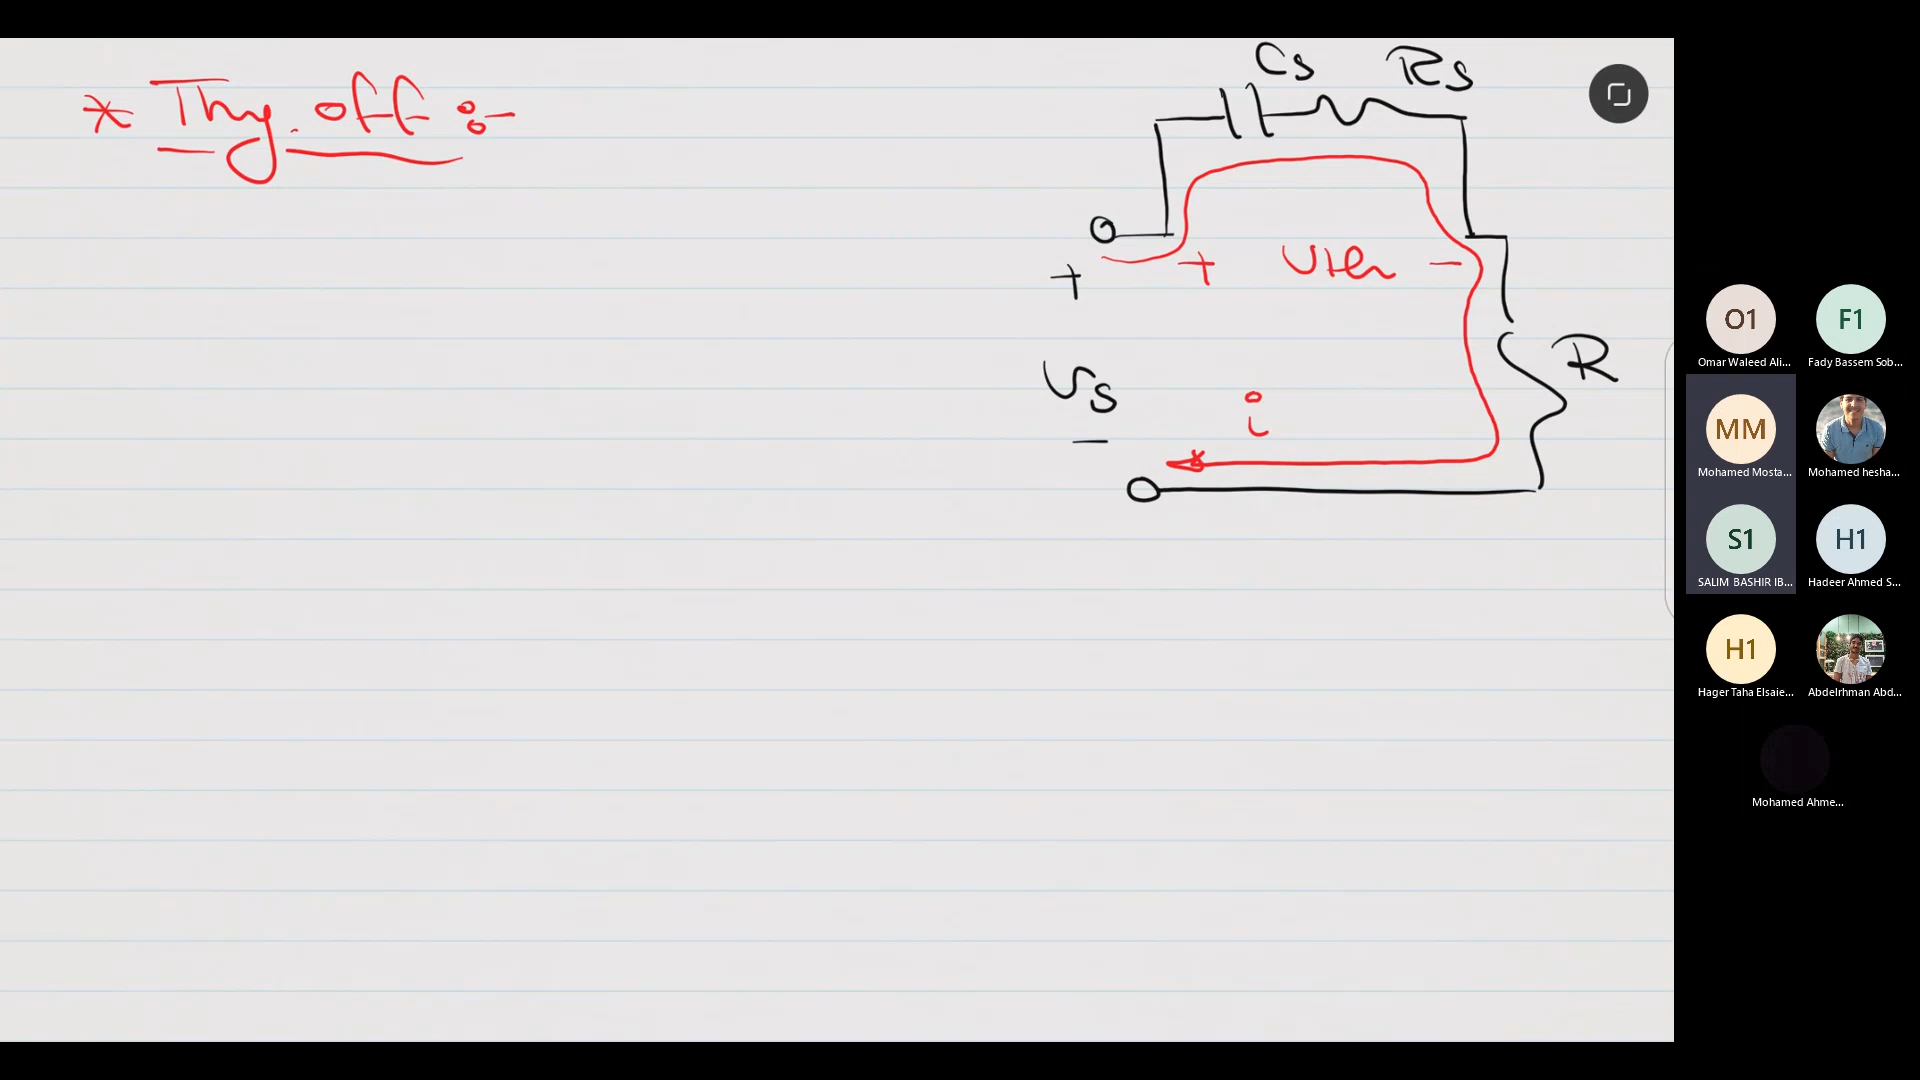 * Thy. off :-
Cs Rs
+ + Vth -
Vs
-
i
R
O1 F1
Omar Waleed Ali... Fady Bassem Sob...
MM
Mohamed Mosta... Mohamed hesha...
S1 H1
SALIM BASHIR IB... Hadeer Ahmed S...
H1
Hager Taha Elsaie... Abdelrhman Abd...
Mohamed Ahme...